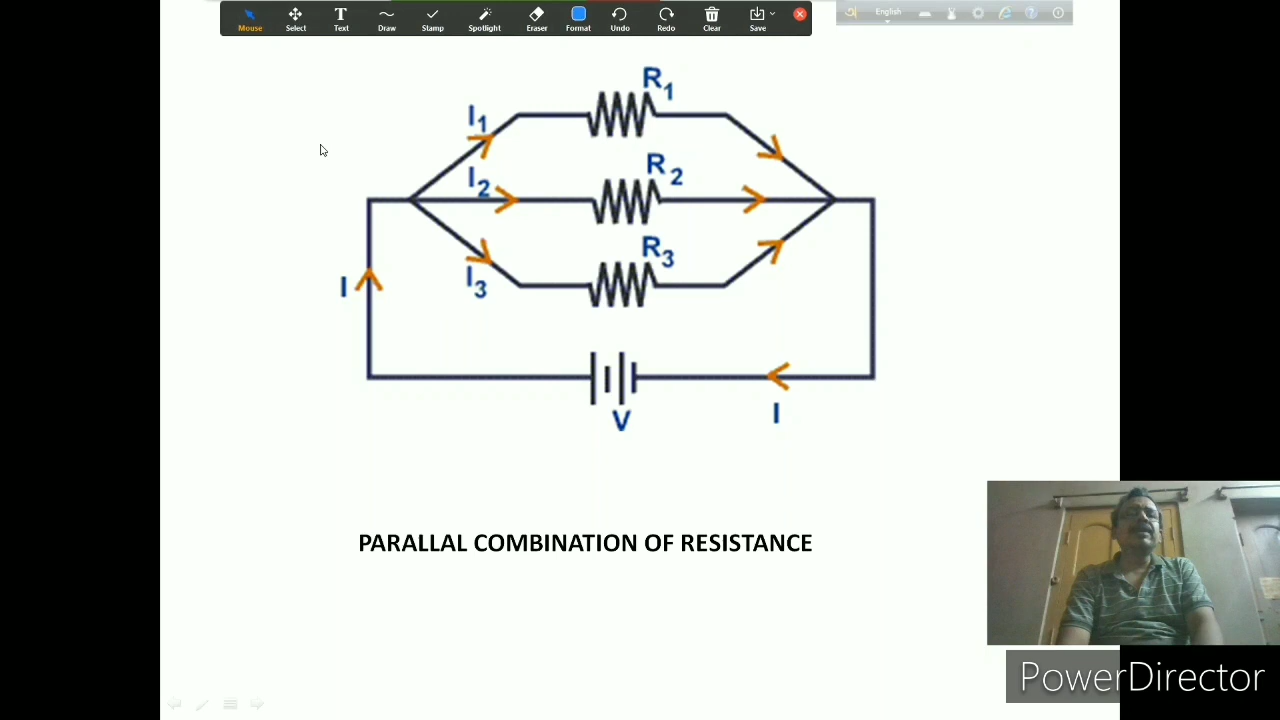 Mouse Select Text Draw Stamp Spotlight Eraser Format Undo Redo Clear Save
English
R1
I1
R2
I2
R3
I3
I
V
I
PARALLAL COMBINATION OF RESISTANCE
PowerDirector